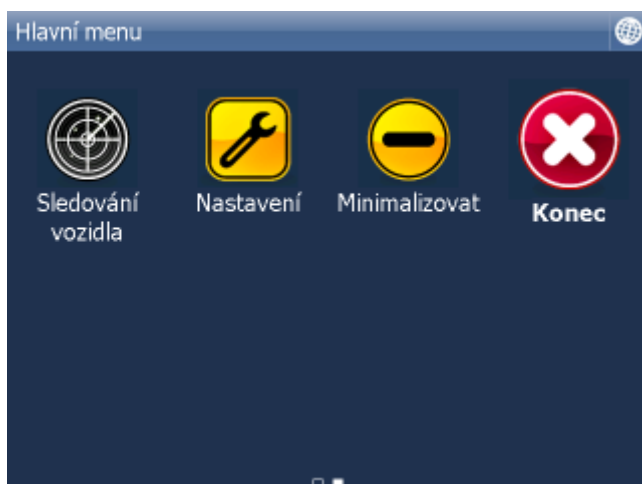 Hlavní menu
Sledování
vozidla
Nastavení
Minimalizovat
Konec